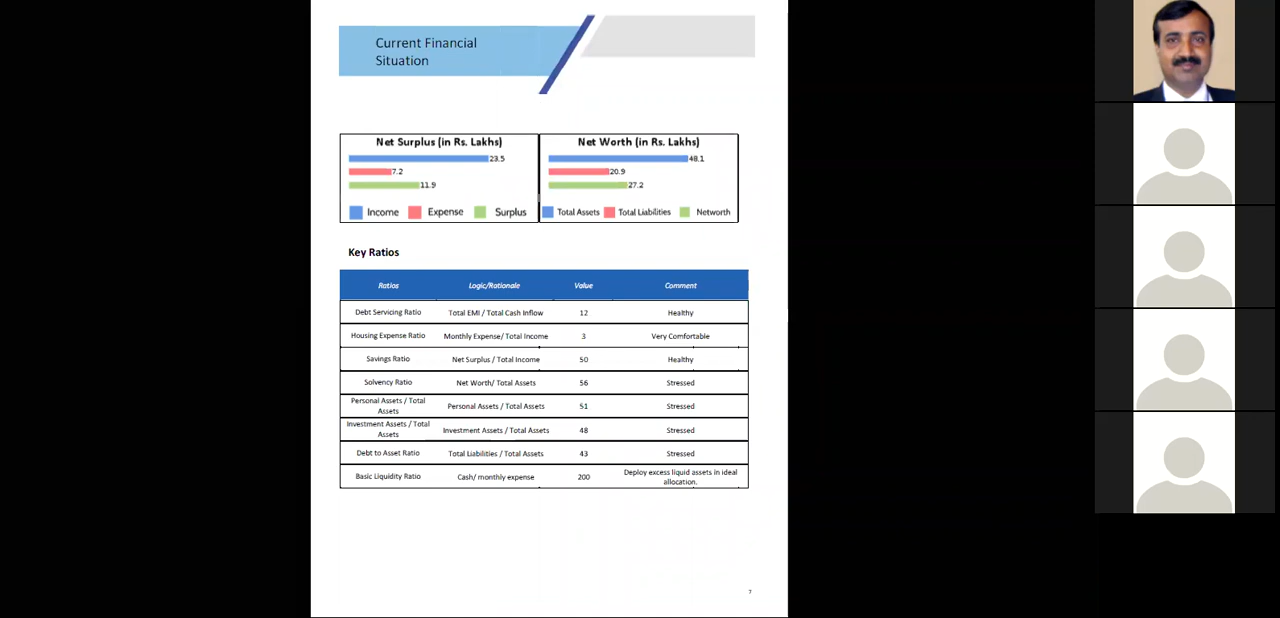 Current Financial
Situation
Net Surplus (in Rs. Lakhs)
23.5
7.2
11.9
Income Expense Surplus
Net Worth (in Rs. Lakhs)
48.1
20.9
27.2
Total Assets Total Liabilities Networth
Key Ratios
Ratios Logic/Rationale Value Comment
Debt Servicing Ratio Total EMI / Total Cash Inflow 12 Healthy
Housing Expense Ratio Monthly Expense/ Total Income 3 Very Comfortable
Savings Ratio Net Surplus / Total Income 50 Healthy
Solvency Ratio Net Worth/ Total Assets 56 Stressed
Personal Assets / Total
Assets Personal Assets / Total Assets 51 Stressed
Investment Assets / Total
Assets Investment Assets / Total Assets 48 Stressed
Debt to Asset Ratio Total Liabilities / Total Assets 43 Stressed
Basic Liquidity Ratio Cash/ monthly expense 200 Deploy excess liquid assets in ideal
allocation.
7